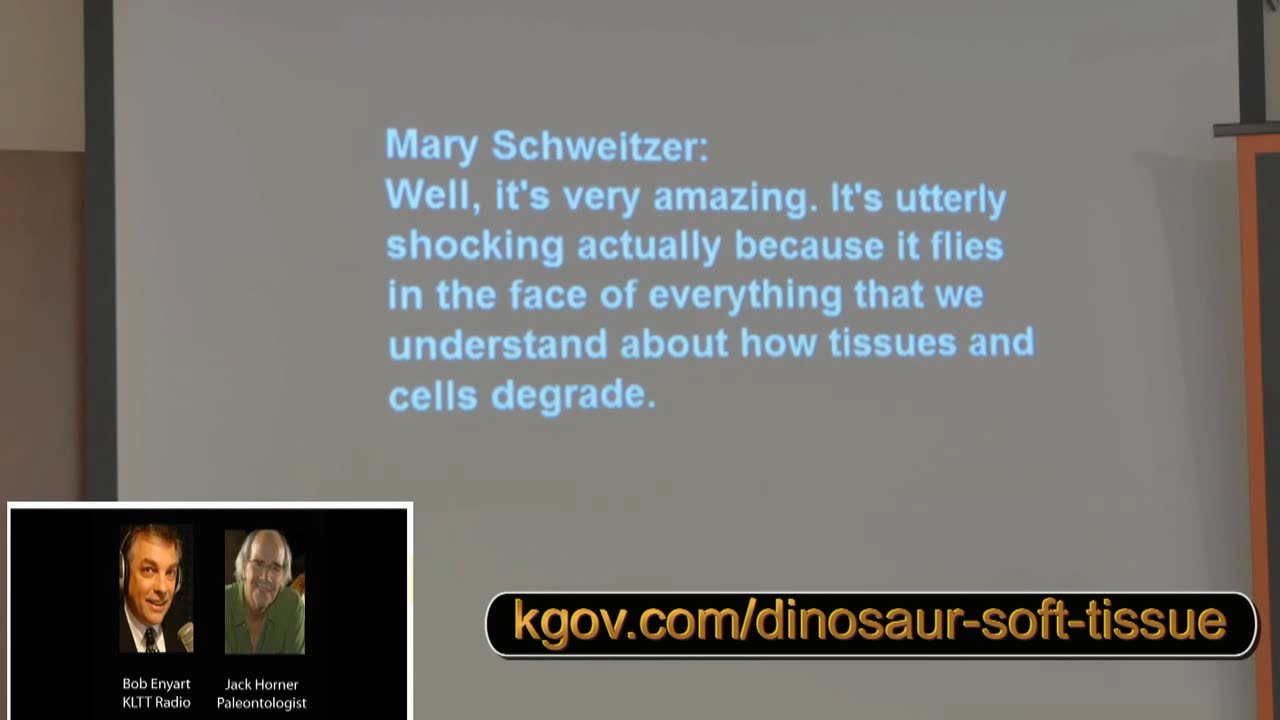 Mary Schweitzer:
Well, it's very amazing. It's utterly
shocking actually because it flies
in the face of everything that we
understand about how tissues and
cells degrade.
kgov.com/dinosaur-soft-tissue
Bob Enyart
KLTT Radio
Jack Horner
Paleontologist